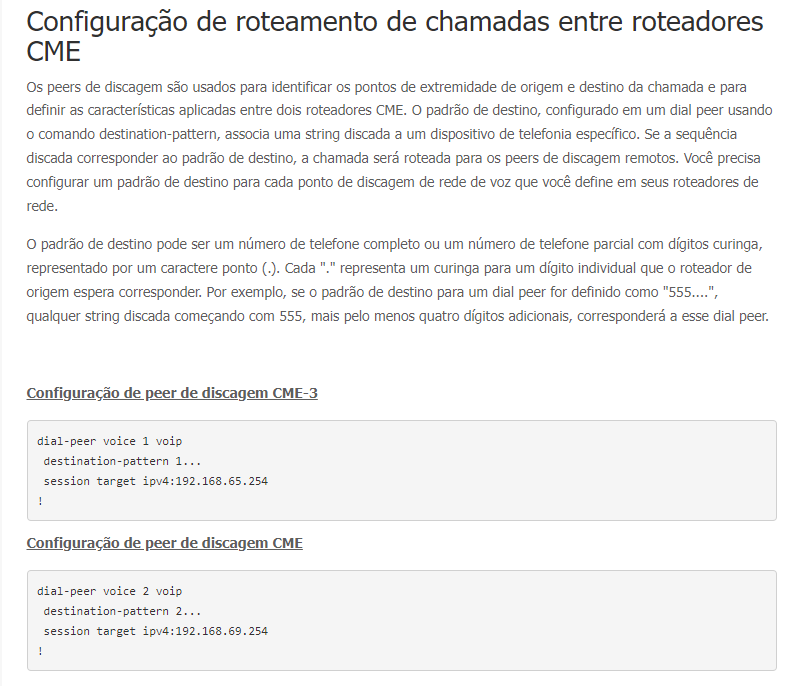 Configuração de roteamento de chamadas entre roteadores
CME
Os peers de discagem são usados para identificar os pontos de extremidade de origem e destino da chamada e para
definir as características aplicadas entre dois roteadores CME. O padrão de destino, configurado em um dial peer usando
o comando destination-pattern, associa uma string discada a um dispositivo de telefonia específico. Se a sequência
discada corresponder ao padrão de destino, a chamada será roteada para os peers de discagem remotos. Você precisa
configurar um padrão de destino para cada ponto de discagem de rede de voz que você define em seus roteadores de
rede.
O padrão de destino pode ser um número de telefone completo ou um número de telefone parcial com dígitos curinga,
representado por um caractere ponto (.). Cada "." representa um curinga para um dígito individual que o roteador de
origem espera corresponder. Por exemplo, se o padrão de destino para um dial peer for definido como "555....",
qualquer string discada começando com 555, mais pelo menos quatro dígitos adicionais, corresponderá a esse dial peer.
Configuração de peer de discagem CME-3
dial-peer voice 1 voip
destination-pattern 1...
session target ipv4:192.168.65.254
!
Configuração de peer de discagem CME
dial-peer voice 2 voip
destination-pattern 2...
session target ipv4:192.168.69.254
!